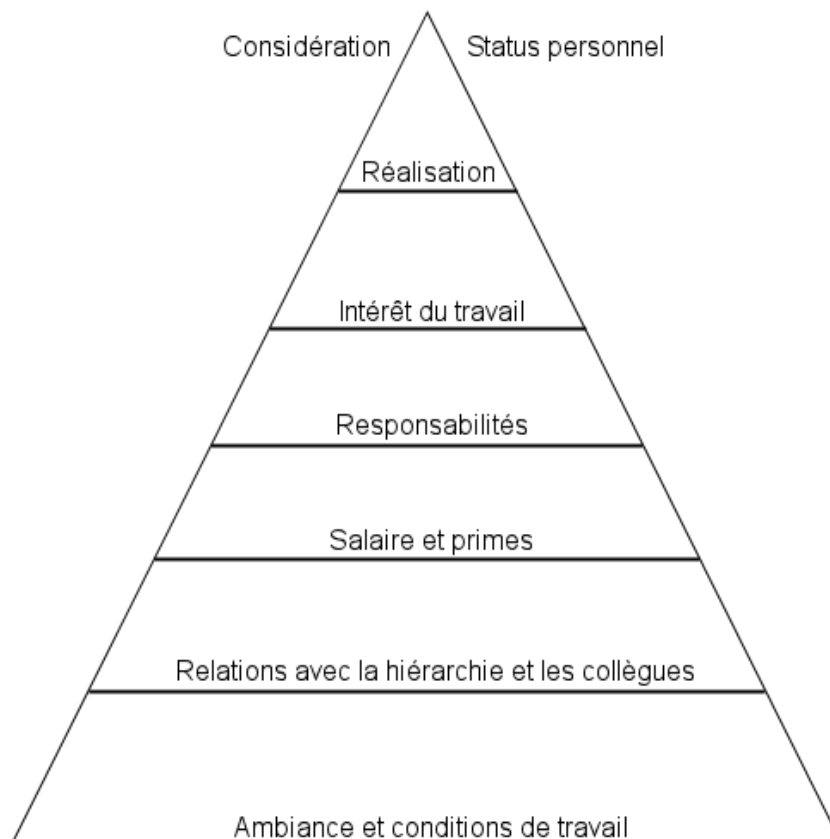 Considération Status personnel
Réalisation
Intérêt du travail
Responsabilités
Salaire et primes
Relations avec la hiérarchie et les collègues
Ambiance et conditions de travail